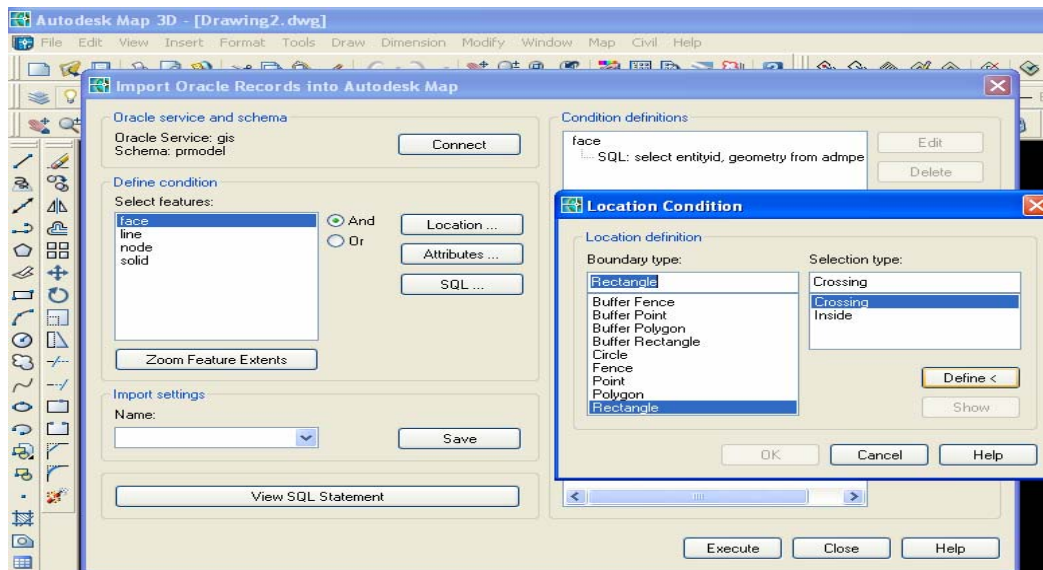 Autodesk Map 3D - [Drawing2.dwg]
File Edit View Insert Format Tools Draw Dimension Modify Window Map Civil Help
Import Oracle Records into Autodesk Map
Oracle service and schema
Oracle Service: gis
Schema: prmodel
Connect
Define condition
Select features:
face
line
node
solid
And
Or
Location ...
Attributes ...
SQL ...
Zoom Feature Extents
Import settings
Name:
Save
View SQL Statement
Condition definitions
face
SQL: select entityid, geometry from admpe
Edit
Delete
Location Condition
Location definition
Boundary type:
Rectangle
Buffer Fence
Buffer Point
Buffer Polygon
Buffer Rectangle
Circle
Fence
Point
Polygon
Rectangle
Selection type:
Crossing
Crossing
Inside
Define <
Show
OK Cancel Help
Execute Close Help